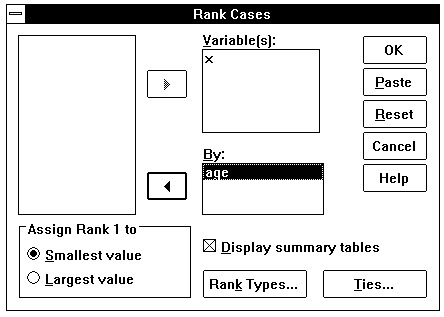 Rank Cases
Variable(s):
x
By:
age
OK
Paste
Reset
Cancel
Help
Assign Rank 1 to
Smallest value
Largest value
Display summary tables
Rank Types...
Ties...